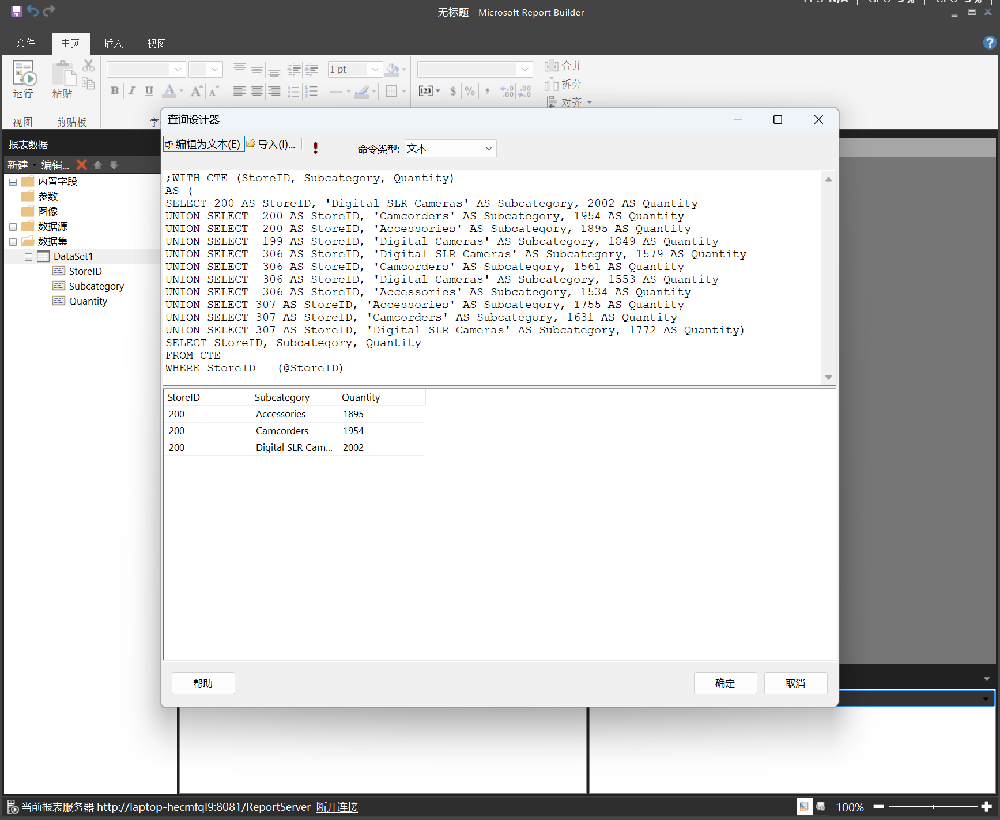 无标题 - Microsoft Report Builder
文件 主页 插入 视图
运行
视图
粘贴
剪贴板
B I U A A A
1 pt
[123] $ % , .00 .00
合并
拆分
对齐
报表数据
新建 编辑...
内置字段
参数
图像
数据源
数据集
DataSet1
StoreID
Subcategory
Quantity
查询设计器
编辑为文本(E) 导入(I)... 命令类型: 文本
;WITH CTE (StoreID, Subcategory, Quantity)
AS (
SELECT 200 AS StoreID, 'Digital SLR Cameras' AS Subcategory, 2002 AS Quantity
UNION SELECT  200 AS StoreID, 'Camcorders' AS Subcategory, 1954 AS Quantity
UNION SELECT  200 AS StoreID, 'Accessories' AS Subcategory, 1895 AS Quantity
UNION SELECT  199 AS StoreID, 'Digital Cameras' AS Subcategory, 1849 AS Quantity
UNION SELECT  306 AS StoreID, 'Digital SLR Cameras' AS Subcategory, 1579 AS Quantity
UNION SELECT  306 AS StoreID, 'Camcorders' AS Subcategory, 1561 AS Quantity
UNION SELECT  306 AS StoreID, 'Digital Cameras' AS Subcategory, 1553 AS Quantity
UNION SELECT  306 AS StoreID, 'Accessories' AS Subcategory, 1534 AS Quantity
UNION SELECT 307 AS StoreID, 'Accessories' AS Subcategory, 1755 AS Quantity
UNION SELECT 307 AS StoreID, 'Camcorders' AS Subcategory, 1631 AS Quantity
UNION SELECT 307 AS StoreID, 'Digital SLR Cameras' AS Subcategory, 1772 AS Quantity)
SELECT StoreID, Subcategory, Quantity
FROM CTE
WHERE StoreID = (@StoreID)
StoreID Subcategory Quantity
200 Accessories 1895
200 Camcorders 1954
200 Digital SLR Cam... 2002
帮助 确定 取消
当前报表服务器 http://laptop-hecmfql9:8081/ReportServer 断开连接 100%